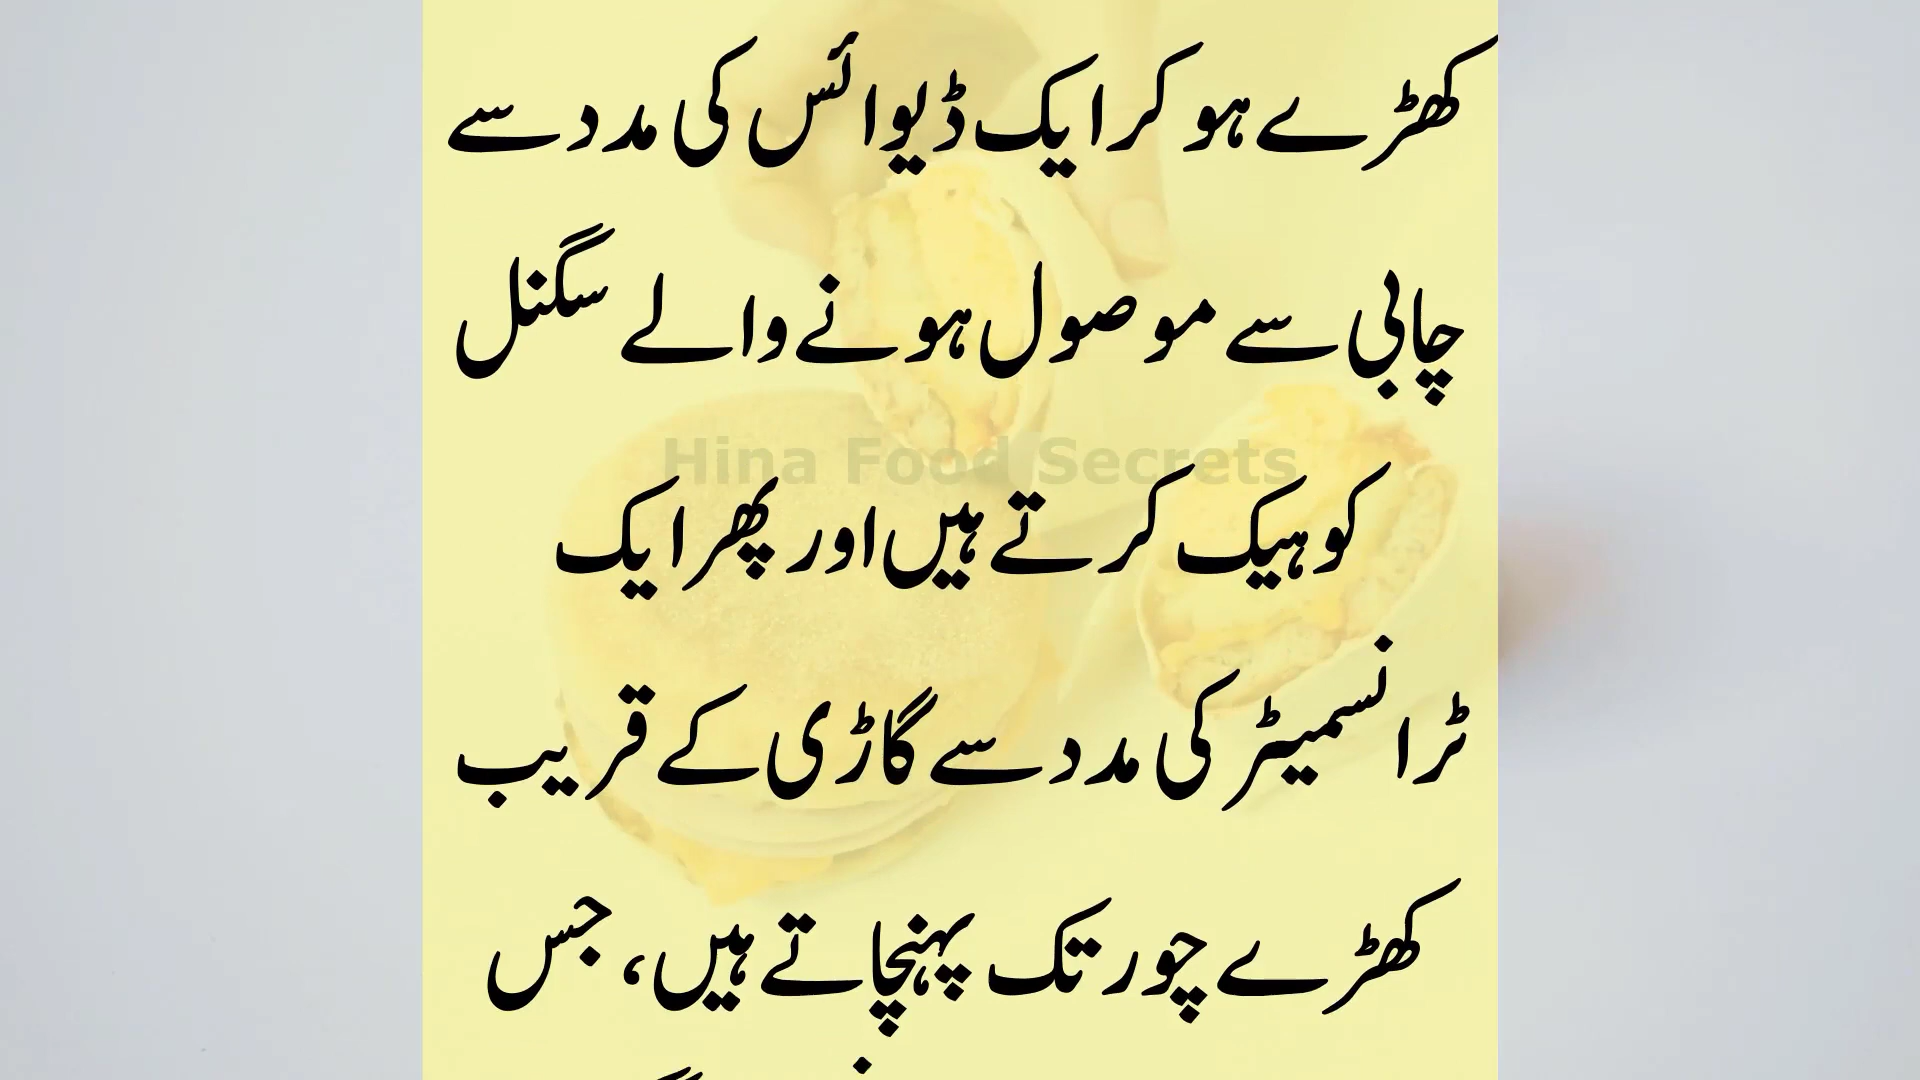 کھڑے ہو کر ایک ڈیوائس کی مدد سے
چابی سے موصول ہونے والے سگنل
Hina Food Secrets
کو ہیک کرتے ہیں اور پھر ایک
ٹرانسمیٹر کی مدد سے گاڑی کے قریب
کھڑے چور تک پہنچاتے ہیں، جس